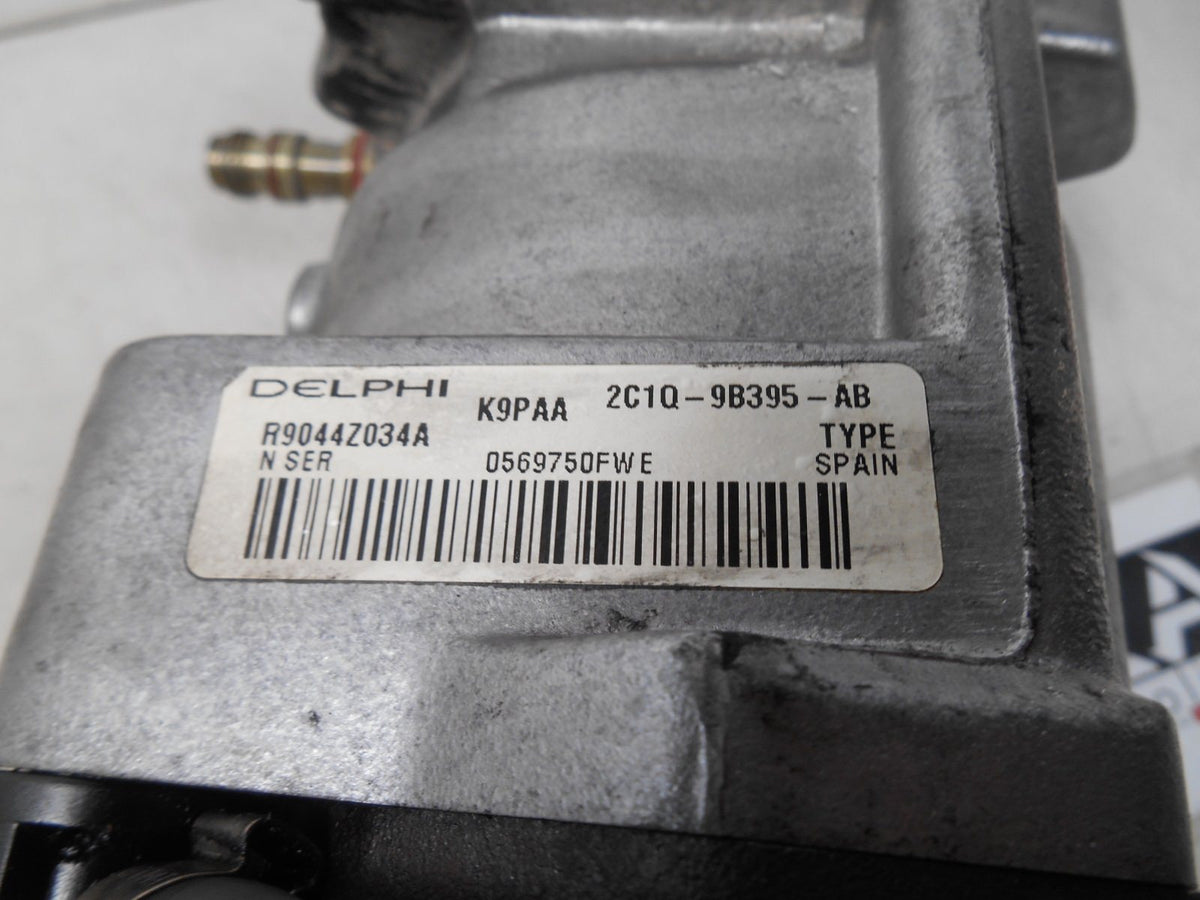 DELPHI K9PAA 2C1Q-9B395-AB
R9044Z034A TYPE
N SER 0569750FWE SPAIN